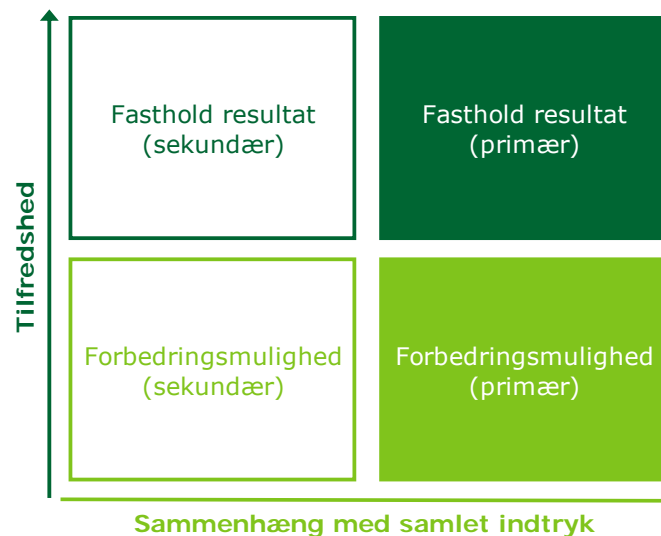 Tilfredshed
Fasthold resultat
(sekundær)
Fasthold resultat
(primær)
Forbedringsmulighed
(sekundær)
Forbedringsmulighed
(primær)
Sammenhæng med samlet indtryk